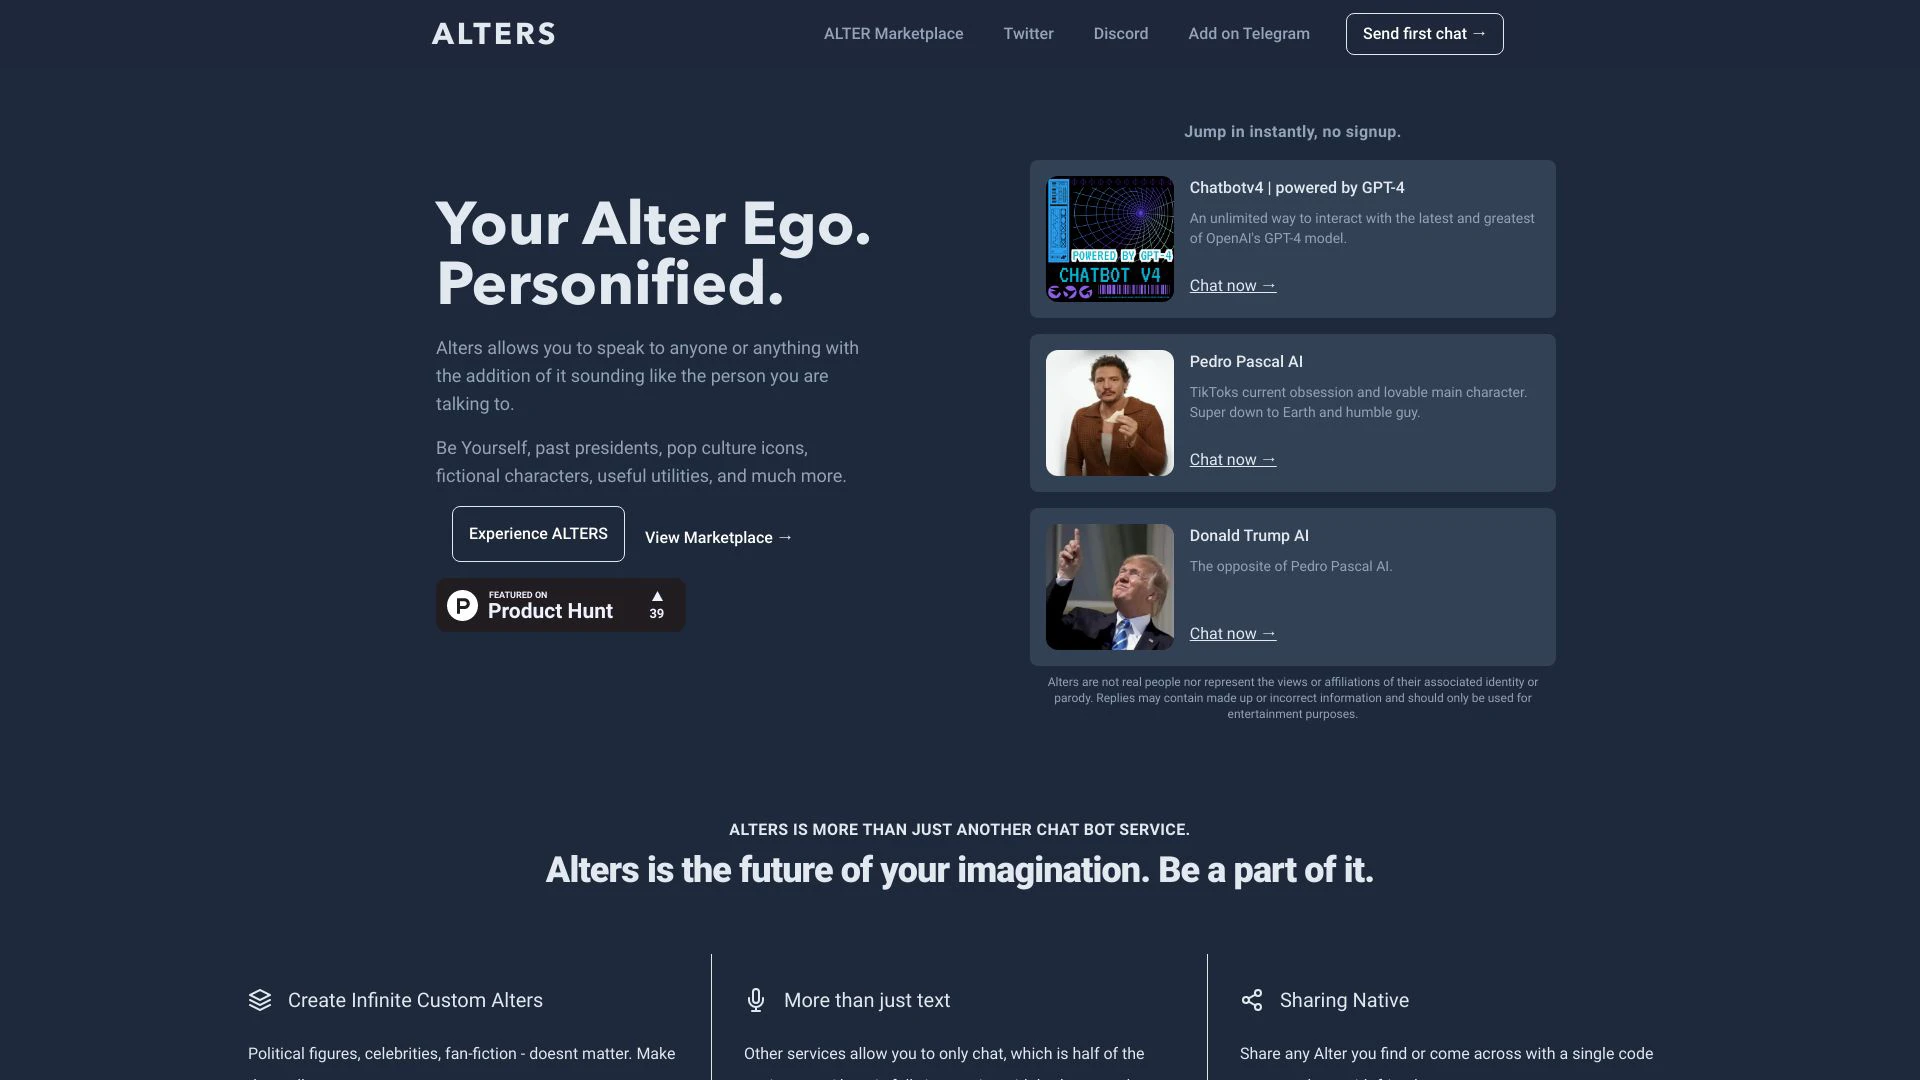 ALTERS
ALTER Marketplace
Twitter
Discord
Add on Telegram
Send first chat →
Your Alter Ego.
Personified.
Alters allows you to speak to anyone or anything with
the addition of it sounding like the person you are
talking to.
Be Yourself, past presidents, pop culture icons,
fictional characters, useful utilities, and much more.
Experience ALTERS
View Marketplace →
FEATURED ON
Product Hunt
▲
39
Jump in instantly, no signup.
POWERED BY GPT-4
CHATBOT V4
Chatbotv4 | powered by GPT-4
An unlimited way to interact with the latest and greatest
of OpenAI's GPT-4 model.
Chat now →
Pedro Pascal AI
TikToks current obsession and lovable main character.
Super down to Earth and humble guy.
Chat now →
Donald Trump AI
The opposite of Pedro Pascal AI.
Chat now →
Alters are not real people nor represent the views or affiliations of their associated identity or
parody. Replies may contain made up or incorrect information and should only be used for
entertainment purposes.
ALTERS IS MORE THAN JUST ANOTHER CHAT BOT SERVICE.
Alters is the future of your imagination. Be a part of it.
Create Infinite Custom Alters
Political figures, celebrities, fan-fiction - doesnt matter. Make
More than just text
Other services allow you to only chat, which is half of the
Sharing Native
Share any Alter you find or come across with a single code